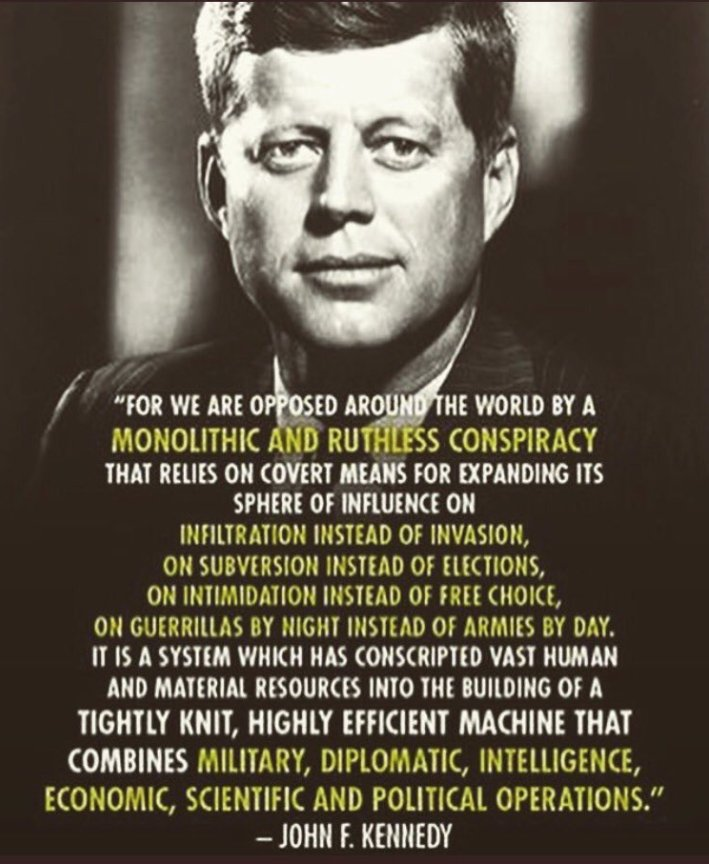 “FOR WE ARE OPPOSED AROUND THE WORLD BY A
MONOLITHIC AND RUTHLESS CONSPIRACY
THAT RELIES ON COVERT MEANS FOR EXPANDING ITS
SPHERE OF INFLUENCE ON
INFILTRATION INSTEAD OF INVASION,
ON SUBVERSION INSTEAD OF ELECTIONS,
ON INTIMIDATION INSTEAD OF FREE CHOICE,
ON GUERRILLAS BY NIGHT INSTEAD OF ARMIES BY DAY.
IT IS A SYSTEM WHICH HAS CONSCRIPTED VAST HUMAN
AND MATERIAL RESOURCES INTO THE BUILDING OF A
TIGHTLY KNIT, HIGHLY EFFICIENT MACHINE THAT
COMBINES MILITARY, DIPLOMATIC, INTELLIGENCE,
ECONOMIC, SCIENTIFIC AND POLITICAL OPERATIONS.”
– JOHN F. KENNEDY